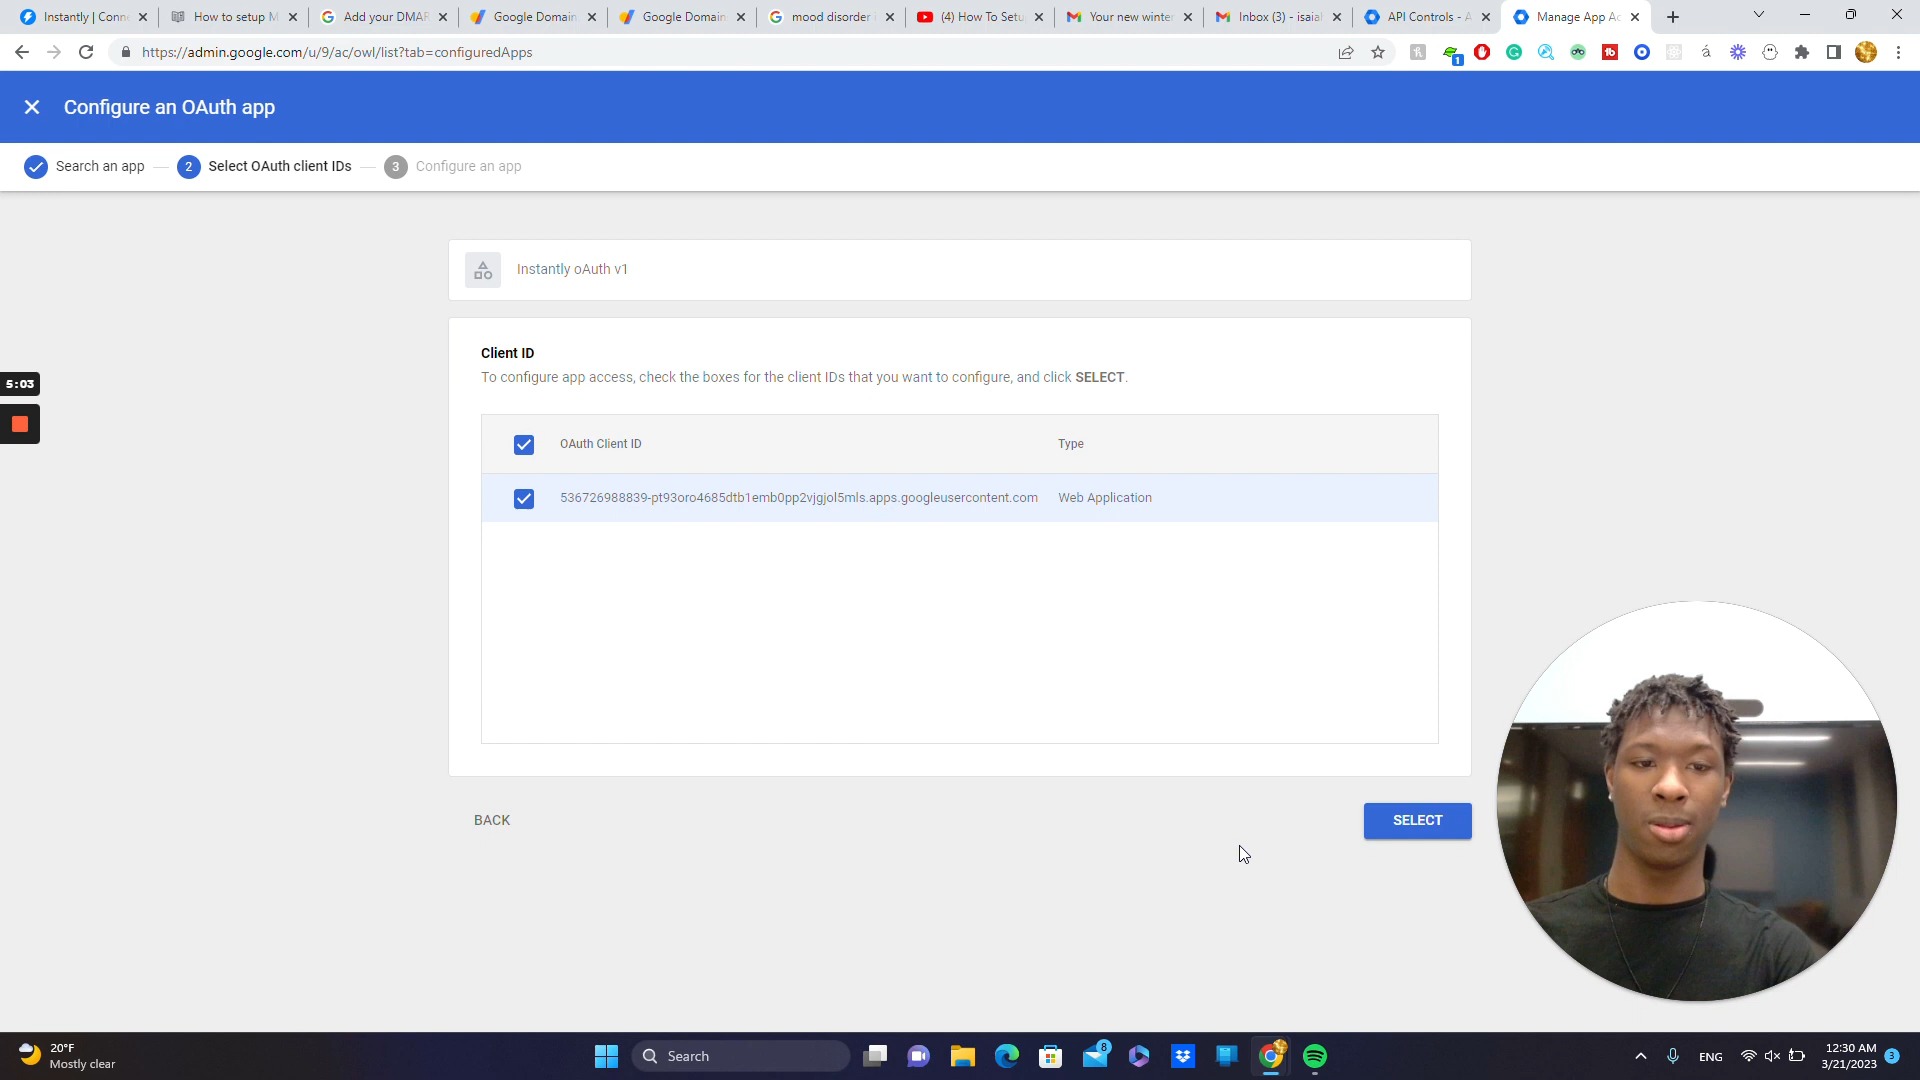 Instantly | Conne
How to setup M
Add your DMAR
Google Domain
Google Domain
mood disorder
(4) How To Setu
Your new winte
Inbox (3) - isaial
API Controls - A
Manage App Ac
https://admin.google.com/u/9/ac/owl/list?tab=configuredApps
1
Configure an OAuth app
Search an app
2 Select OAuth client IDs
3 Configure an app
Instantly oAuth v1
5:03
Client ID
To configure app access, check the boxes for the client IDs that you want to configure, and click SELECT.
OAuth Client ID Type
536726988839-pt93oro4685dtb1emb0pp2vjgjol5mls.apps.googleusercontent.com Web Application
BACK
SELECT
20°F
Mostly clear
Search
8
ENG
12:30 AM
3/21/2023
3